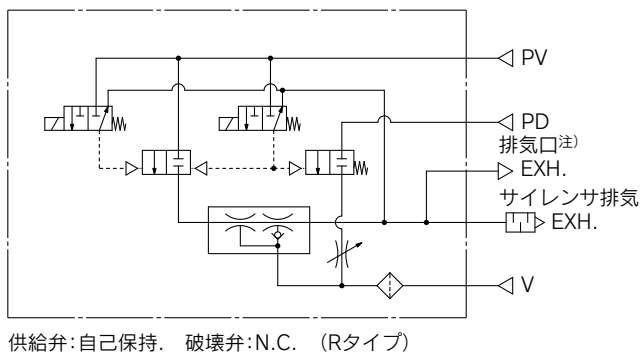 PV
PD
排気口注)
EXH.
サイレンサ排気
EXH.
V
供給弁:自己保持. 破壊弁:N.C. (Rタイプ)